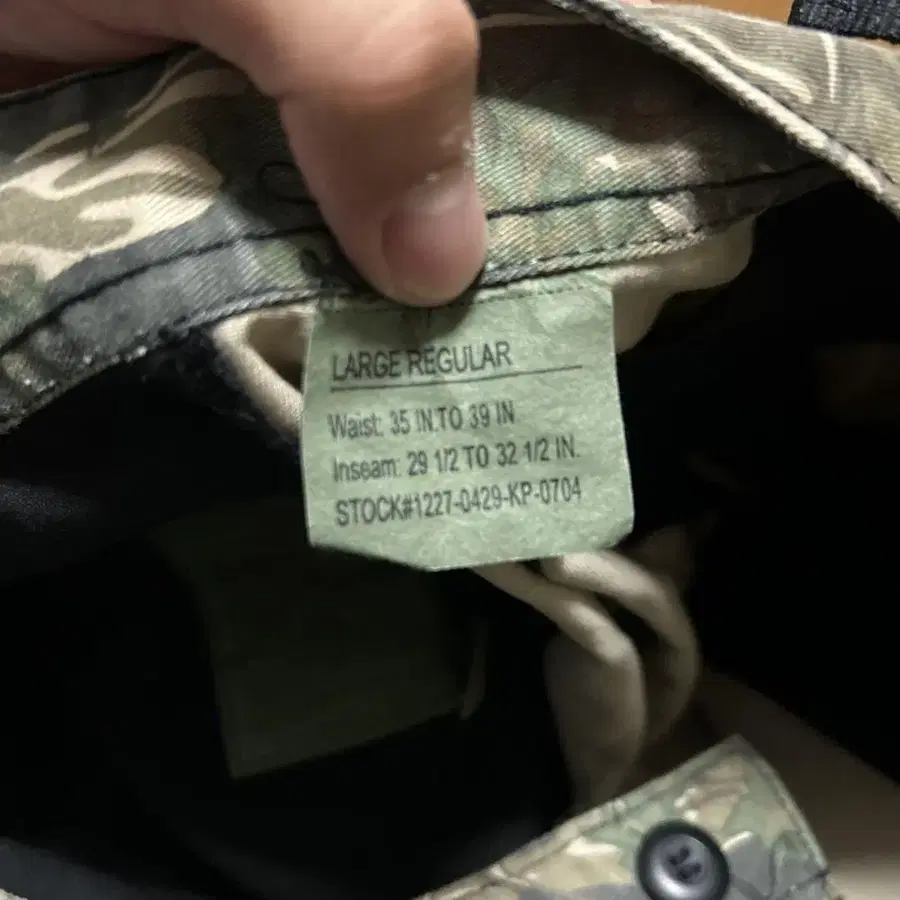 LARGE REGULAR
Waist: 35 IN.TO 39 IN
Inseam: 29 1/2 TO 32 1/2 IN.
STOCK#1227-0429-KP-0704